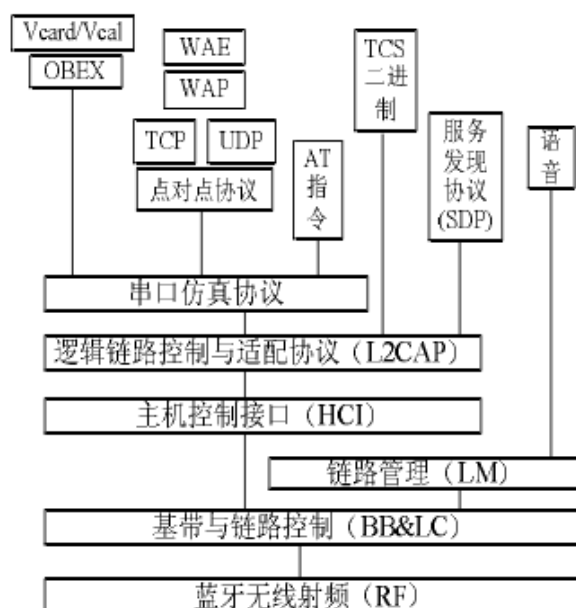 Vcard/Vcal
OBEX
WAE
WAP
TCP
UDP
点对点协议
AT
指
令
TCS
二进
制
服务
发现
协议
(SDP)
语
音
串口仿真协议
逻辑链路控制与适配协议（L2CAP）
主机控制接口（HCI）
链路管理（LM）
基带与链路控制（BB&LC）
蓝牙无线射频（RF）